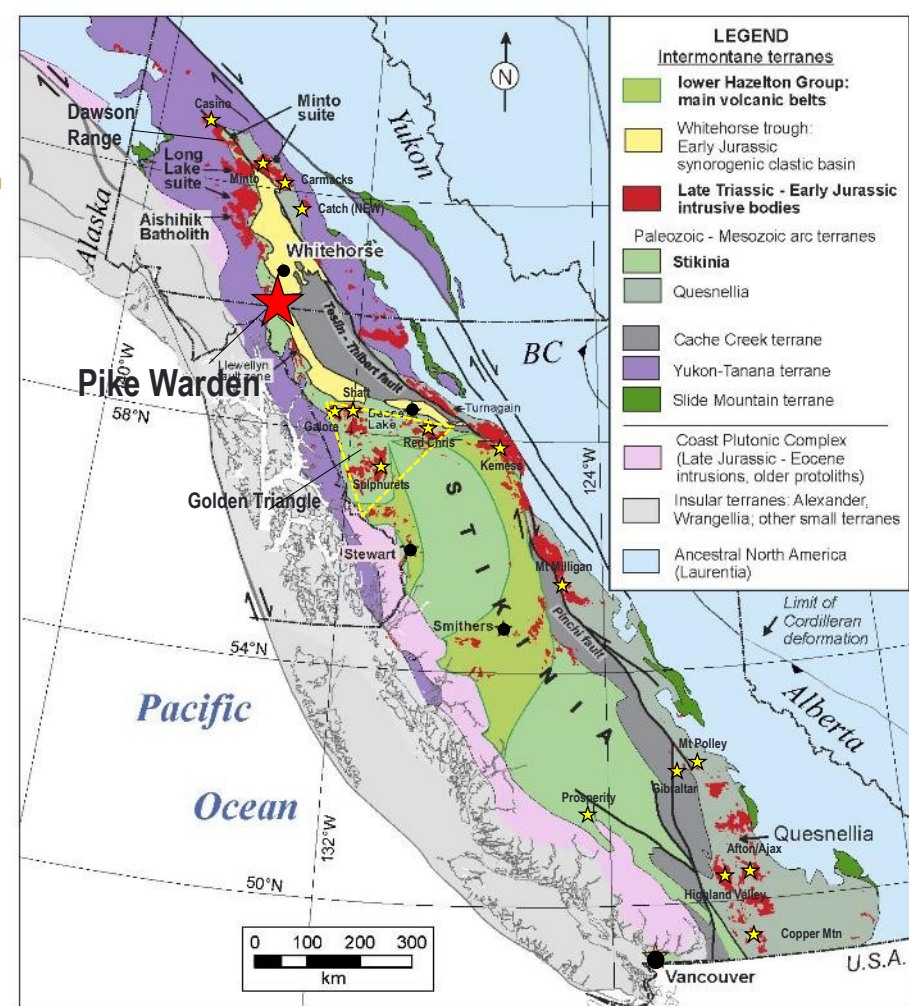 LEGEND
Intermontane terranes
lower Hazelton Group:
main volcanic belts
Whitehorse trough:
Early Jurassic
synorogenic clastic basin
Late Triassic - Early Jurassic
intrusive bodies
Paleozoic - Mesozoic arc terranes
Stikinia
Quesnellia
Cache Creek terrane
Yukon-Tanana terrane
Slide Mountain terrane
Coast Plutonic Complex
(Late Jurassic - Eocene
intrusions, older protoliths)
Insular terranes: Alexander,
Wrangellia; other small terranes
Ancestral North America
(Laurentia)
N
Yukon
Casino
Minto
suite
Dawson
Range
Long
Lake
suite
Minto
Carmacks
Catch (NEW)
Aishihik
Batholith
Alaska
Whitehorse
Teslin - Thibert fault
BC
Llewellyn
fault zone
Pike Warden
58°N
Shaft
Galore
Lake
Turnagain
Red Chris
Kemess
124°W
Sulphurets
Golden Triangle
STIKINIA
Stewart
Mt Milligan
Smithers
Pinchi fault
Limit of
Cordilleran
deformation
54°N
Alberta
Pacific
Ocean
Mt Polley
Gibraltar
Prosperity
132°W
Quesnellia
Afton/Ajax
Highland Valley
50°N
Copper Mtn
0 100 200 300
km
Vancouver
U.S.A.